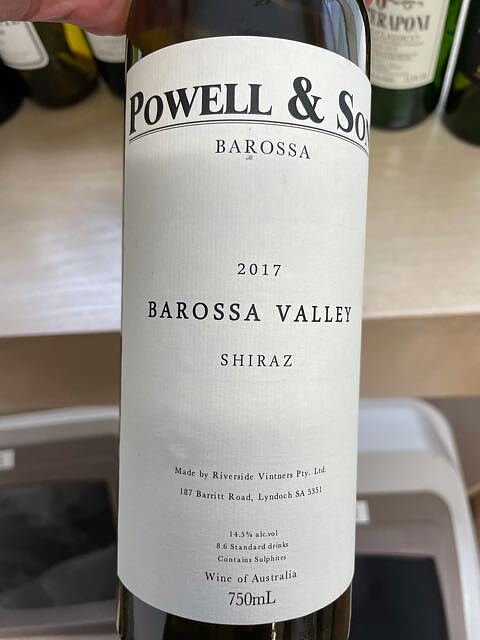 POWELL & SON
BAROSSA
2017
BAROSSA VALLEY
SHIRAZ
Made by Riverside Vintners Pty. Ltd.
187 Barritt Road, Lyndoch SA 5351
14.5% alc.vol
8.6 Standard drinks
Contains Sulphites
Wine of Australia
750mL